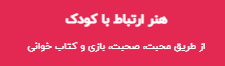 هنر ارتباط با کودک
از طریق محبت، صحبت، بازی و کتاب خوانی